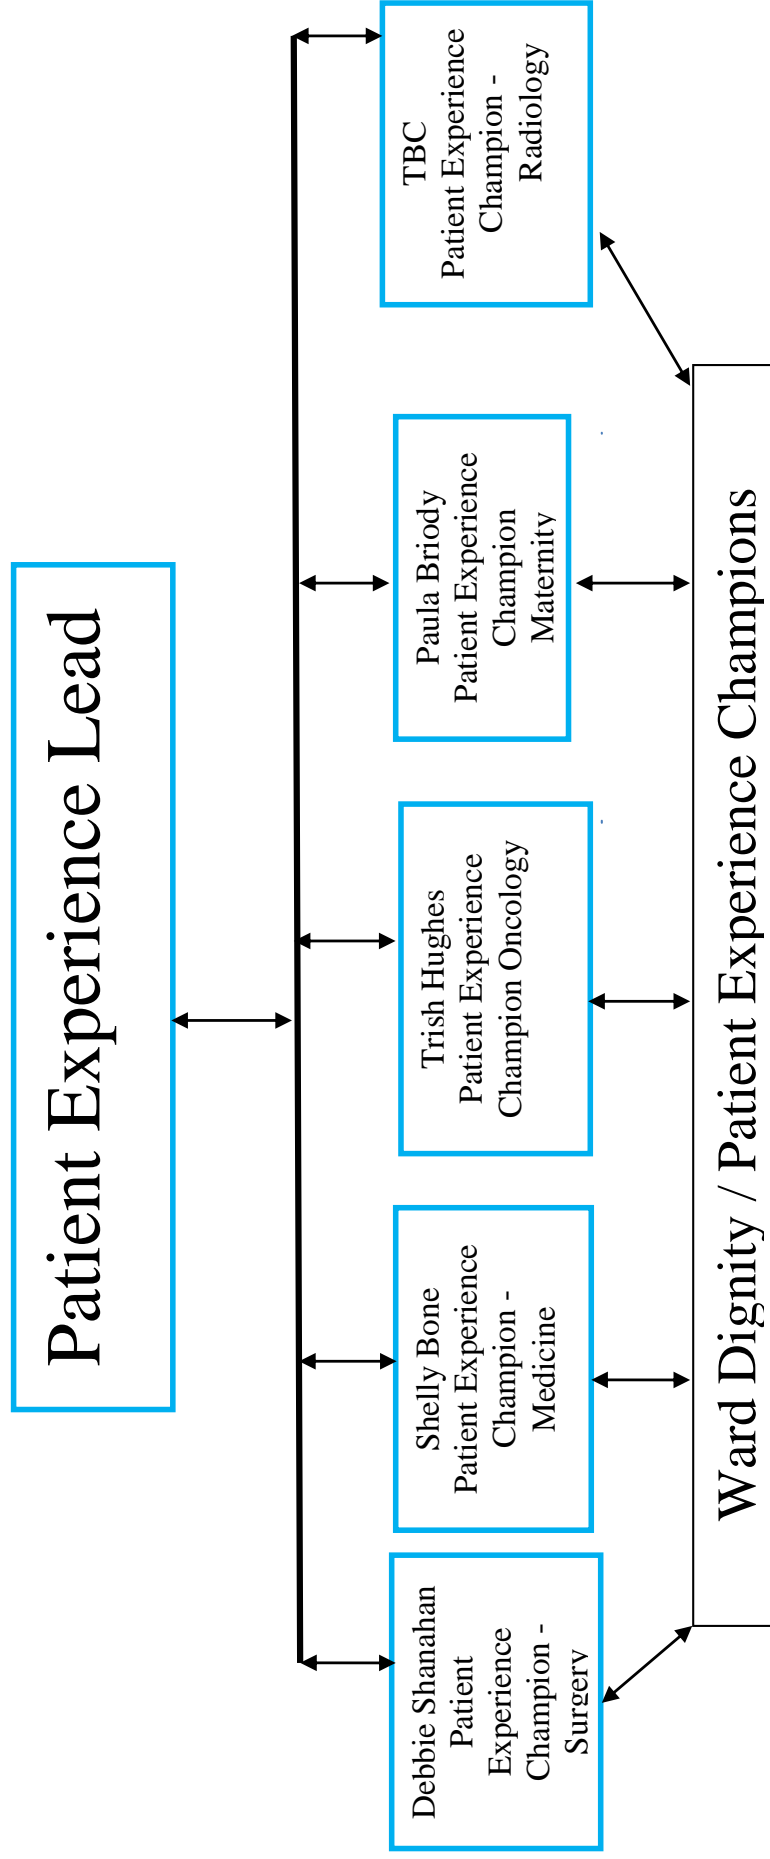 Patient Experience Lead
Debbie Shanahan
Patient
Experience
Champion -
Surgery
Shelly Bone
Patient Experience
Champion -
Medicine
Trish Hughes
Patient Experience
Champion Oncology
Paula Briody
Patient Experience
Champion
Maternity
TBC
Patient Experience
Champion -
Radiology
Ward Dignity / Patient Experience Champions